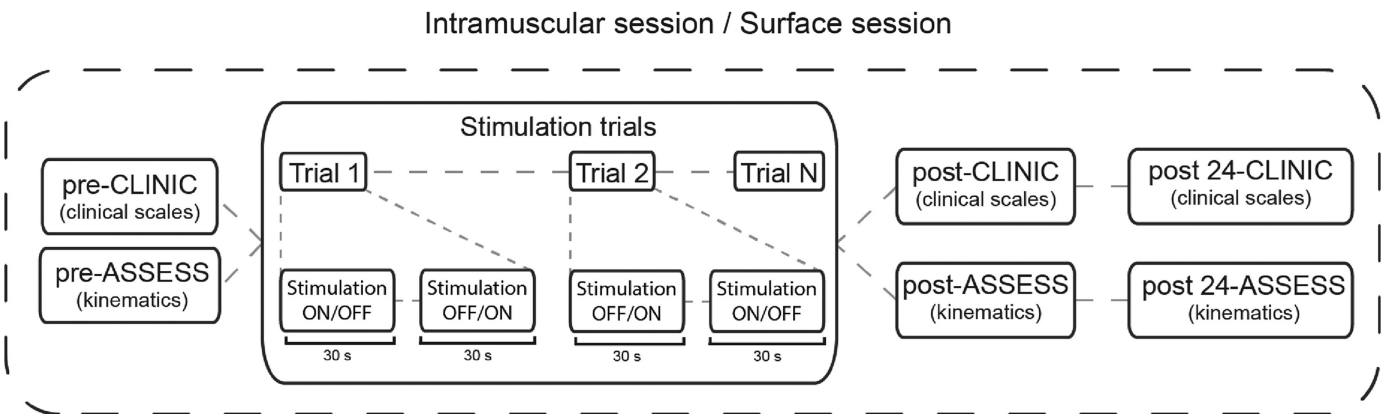 Intramuscular session / Surface session
Stimulation trials
Trial 1
Trial 2
Trial N
pre-CLINIC
(clinical scales)
pre-ASSESS
(kinematics)
Stimulation
ON/OFF
Stimulation
OFF/ON
Stimulation
OFF/ON
Stimulation
ON/OFF
30 s
30 s
30 s
30 s
post-CLINIC
(clinical scales)
post 24-CLINIC
(clinical scales)
post-ASSESS
(kinematics)
post 24-ASSESS
(kinematics)